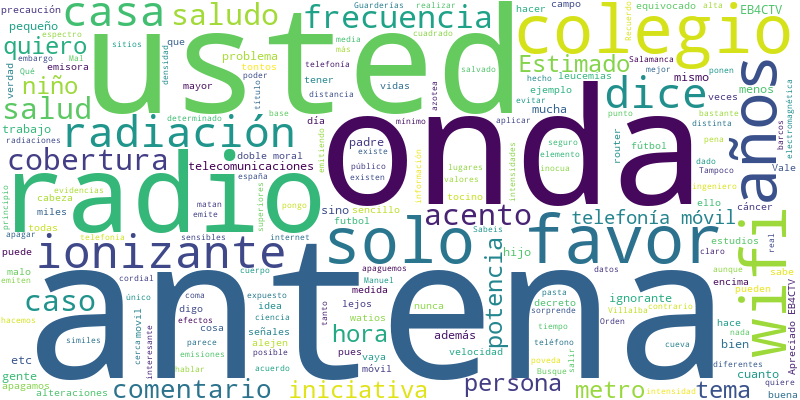 precaución
casa
saludo
frecuencia
Guarderías
realizar
hacer
campo
equivocado
alta
EB4CTV
pequeño
espectro
sitios
que
usted
media
más
cuadrado
Recuerdo
colegio
quiero
embargo
Mal
densidad
problema
telefonía
Estimado
leucemias
Salamanca
ponen
años
verdad
Qué
emisora
tontos
tener
poder
título
distancia
salvado
vidas
hecho
mejor
mismo
niño
mayor
ejemplo
evitar
dice
menos
electromagnética
salud
determinado
base
azotea
mínimo
aplicar
mucha
veces
bastante
distinta
barcos
trabajo
radiación
día
emitiendo
padre
existe
público
existen
onda
seguro
elemento
inocua
router
punto
fútbol
pena
radiaciones
doble moral
telecomunicaciones
cobertura
españa
superiores
información
lugares
valores
intensidades
dado
Tampoco
Vale
ingeniero
principio
evidencias
cabeza
radio
matan
emite
pongo
tocino
ello
cáncer
miles
todas
sino
sencillo
acento
telefonía móvil
wifi
apagar
telefonía
sensibles
internet
futbol
Sabeis
hijo
estudios
claro
real
puede
ionizante
solo
favor
potencia
aunque
sabe
malo
emiten
cordial
cuerpo
apaguemos
Manuel
pasta
datos
encima
pueden
caso
único
coma
expuesto
idea
ciencia
medida
lejos
nunca
decreto
sorprende
ignorante
contrario
Villalba
Orden
Apreciado EB4CTV
hacemos
interesante
cerca
movil
digo
efectos
cosa
señales
watios
hora
además
tiempo
teléfono
hace
nada
bien
etc
símiles
parece
emisiones
alejen
tanto
pues
vaya
móvil
velocidad
cueva
cuanto
diferentes
gente
apagamos
hablar
acuerdo
posible
antena
poveda
Busque
salir
quiere
buena
alteraciones
comentario
iniciativa
persona
metro
intensidad
tema